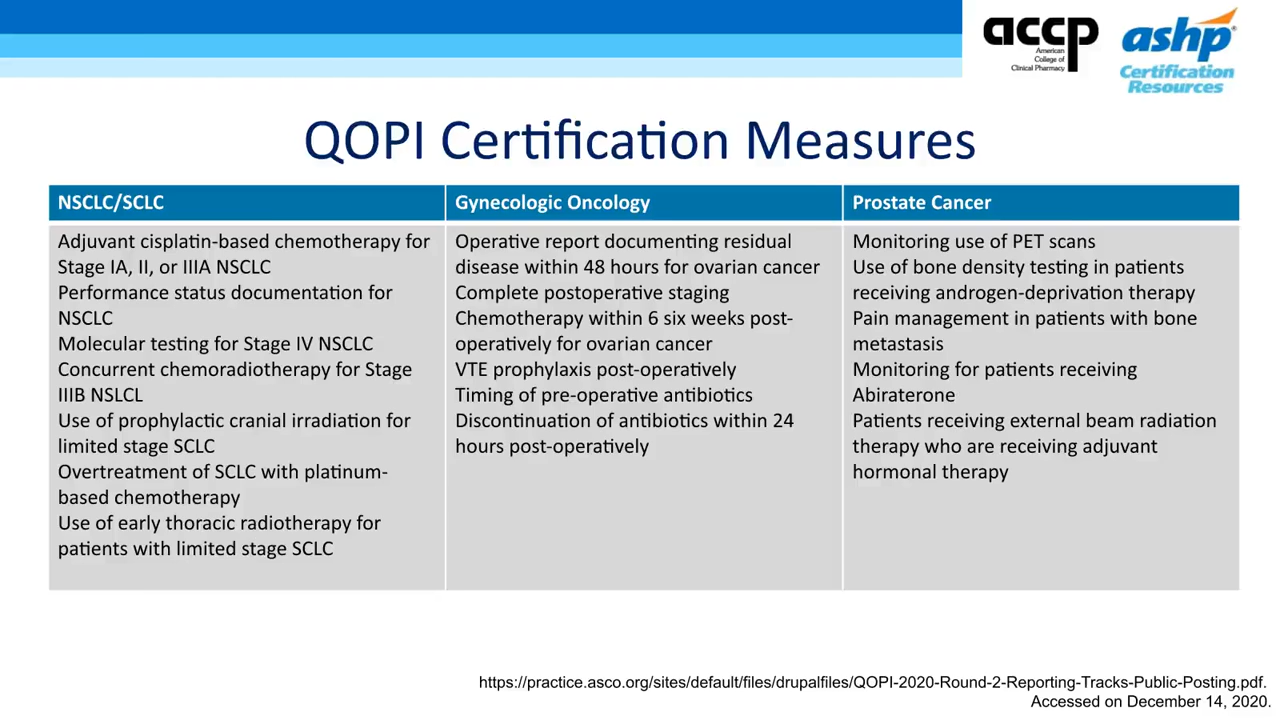 accp
American
College of
Clinical Pharmacy
ashp®
Certification
Resources
QOPI Certification Measures
NSCLC/SCLC
Adjuvant cisplatin-based chemotherapy for
Stage IA, II, or IIIA NSCLC
Performance status documentation for
NSCLC
Molecular testing for Stage IV NSCLC
Concurrent chemoradiotherapy for Stage
IIIB NSLCL
Use of prophylactic cranial irradiation for
limited stage SCLC
Overtreatment of SCLC with platinum-
based chemotherapy
Use of early thoracic radiotherapy for
patients with limited stage SCLC
Gynecologic Oncology
Operative report documenting residual
disease within 48 hours for ovarian cancer
Complete postoperative staging
Chemotherapy within 6 six weeks post-
operatively for ovarian cancer
VTE prophylaxis post-operatively
Timing of pre-operative antibiotics
Discontinuation of antibiotics within 24
hours post-operatively
Prostate Cancer
Monitoring use of PET scans
Use of bone density testing in patients
receiving androgen-deprivation therapy
Pain management in patients with bone
metastasis
Monitoring for patients receiving
Abiraterone
Patients receiving external beam radiation
therapy who are receiving adjuvant
hormonal therapy
https://practice.asco.org/sites/default/files/drupalfiles/QOPI-2020-Round-2-Reporting-Tracks-Public-Posting.pdf.
Accessed on December 14, 2020.